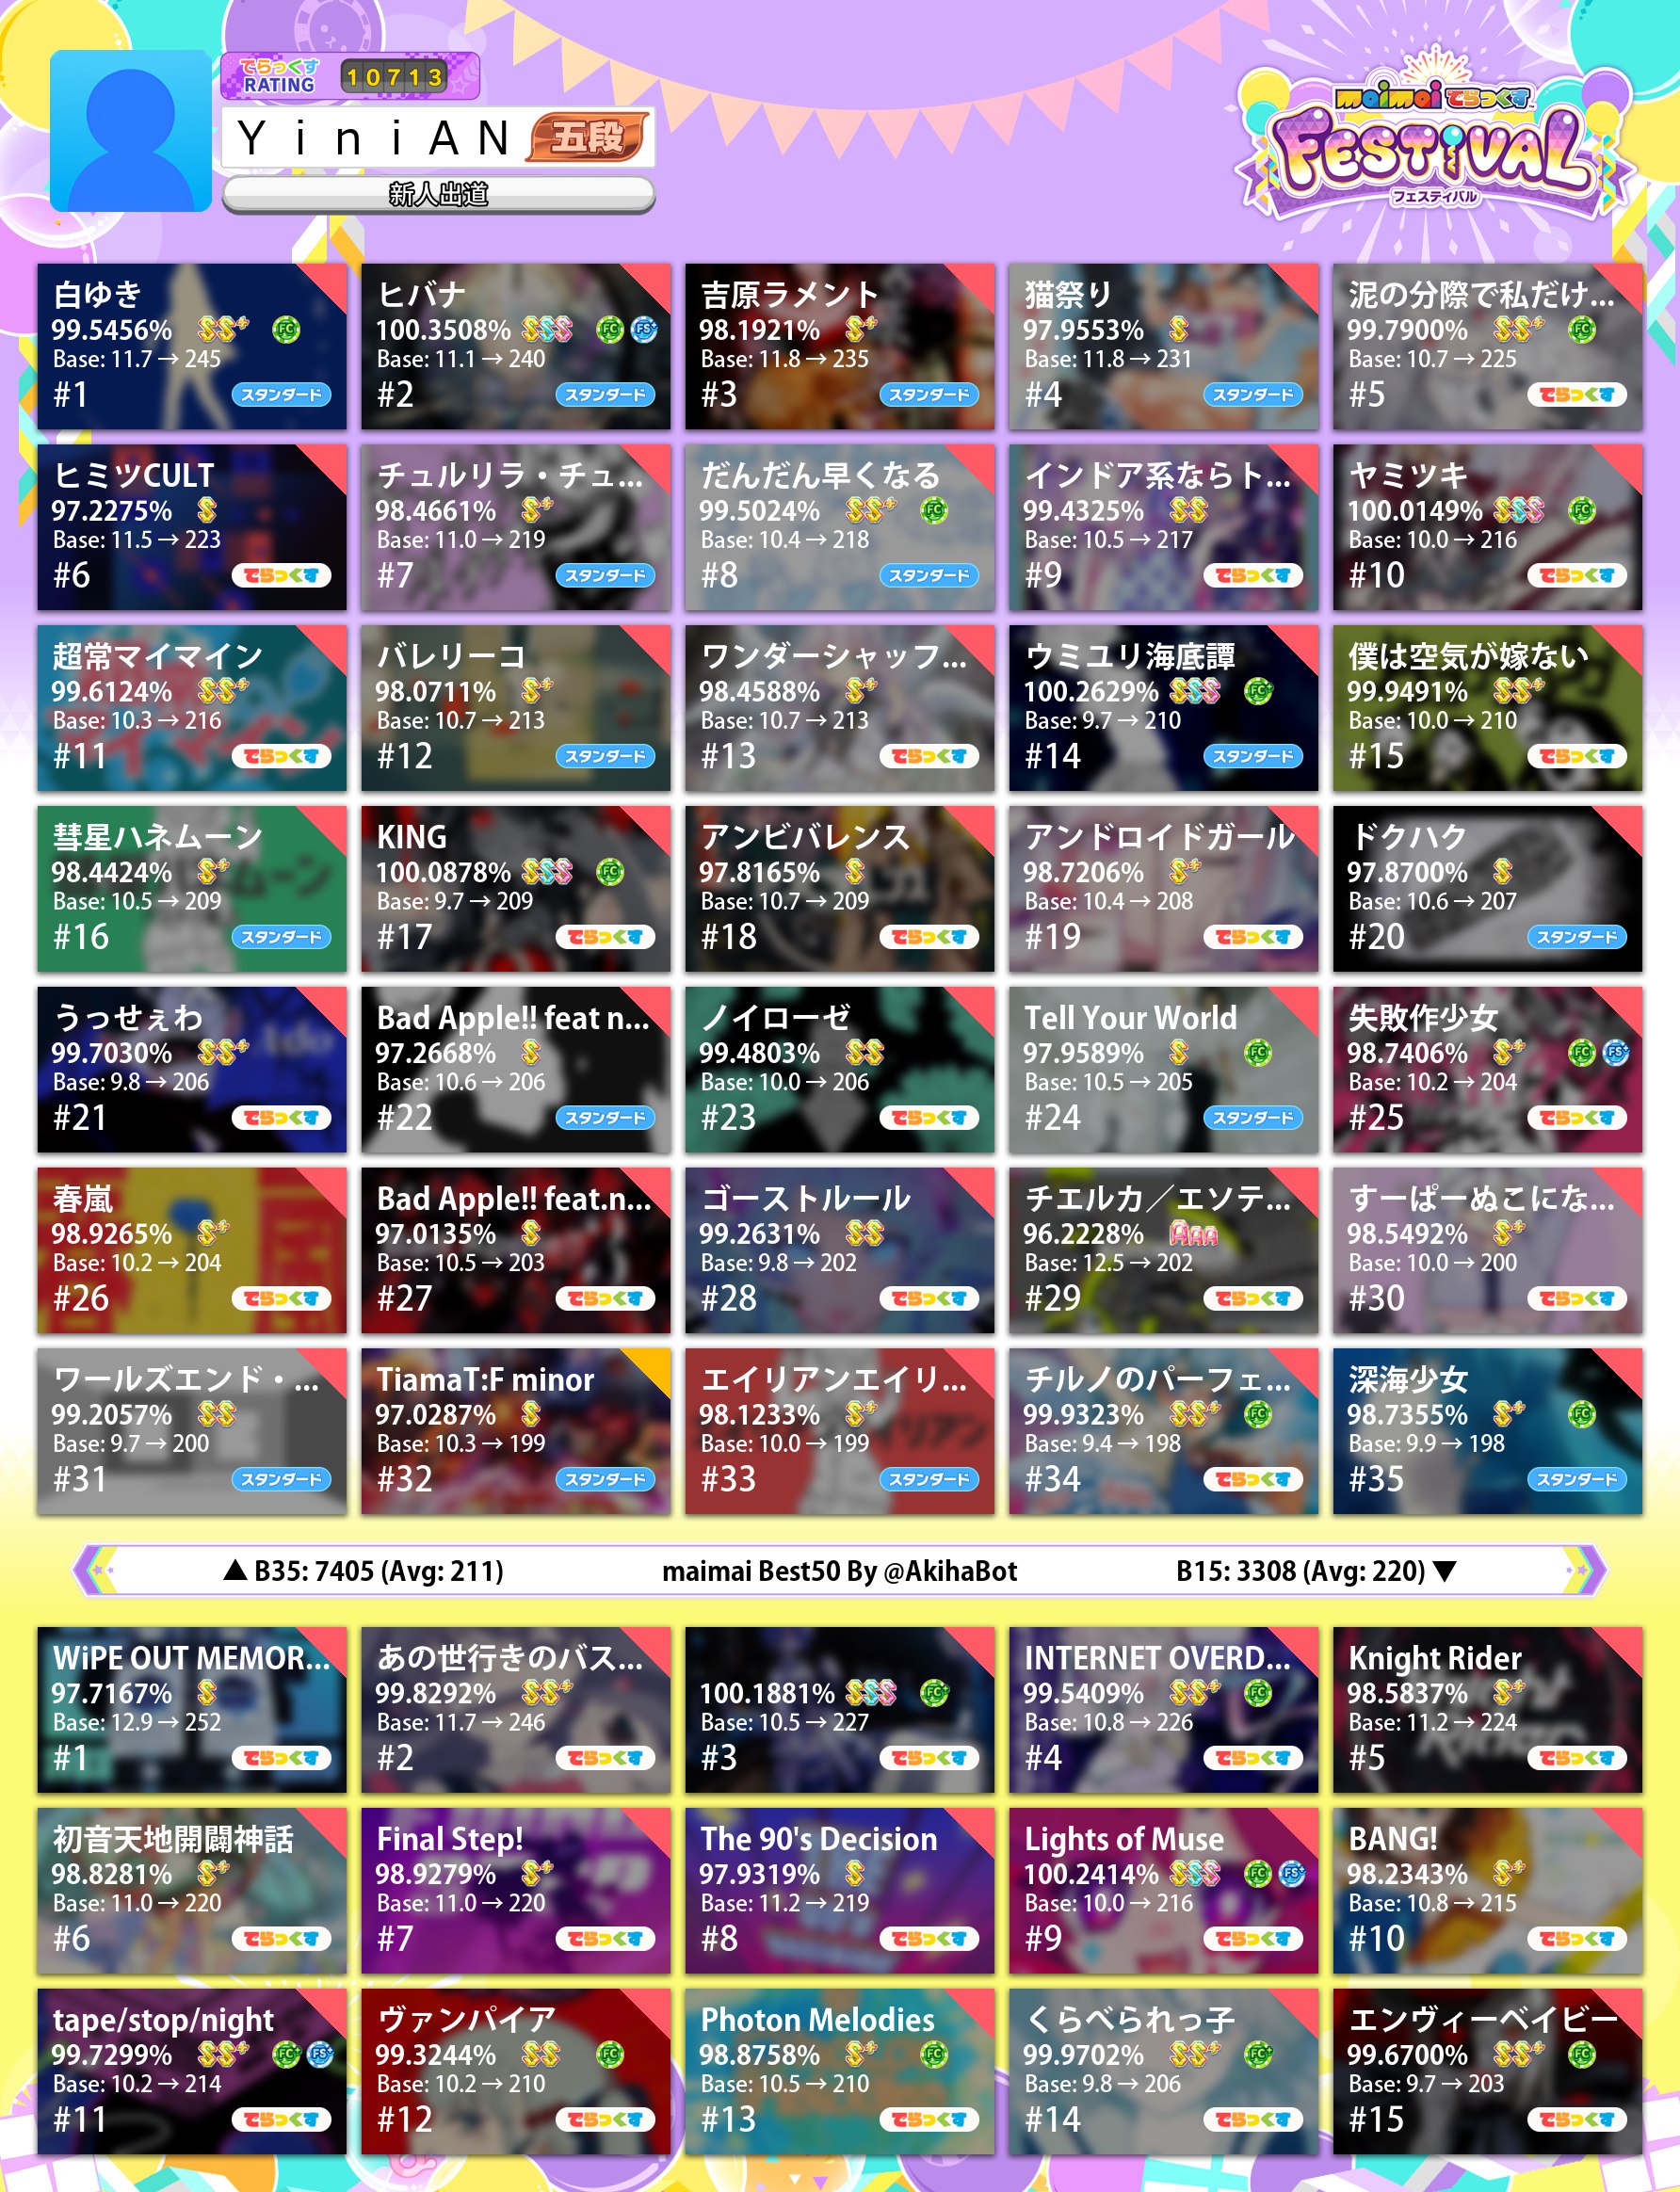 でらっくす
RATING
10713
YiniAN 五段
新人出道
maimai でらっくす
FESTiVAL
フェスティバル
白ゆき
99.5456% SS+ FC
Base: 11.7 → 245
#1 スタンダード
ヒバナ
100.3508% SSS FC FS+
Base: 11.1 → 240
#2 スタンダード
吉原ラメント
98.1921% S+
Base: 11.8 → 235
#3 スタンダード
猫祭り
97.9553% S
Base: 11.8 → 231
#4 スタンダード
泥の分際で私だけ...
99.7900% SS+ FC
Base: 10.7 → 225
#5 でらっくす
ヒミツCULT
97.2275% S
Base: 11.5 → 223
#6 でらっくす
チュルリラ・チュ...
98.4661% S+
Base: 11.0 → 219
#7 スタンダード
だんだん早くなる
99.5024% SS+ FC
Base: 10.4 → 218
#8 スタンダード
インドア系ならト...
99.4325% SS
Base: 10.5 → 217
#9 でらっくす
ヤミツキ
100.0149% SSS FC
Base: 10.0 → 216
#10 でらっくす
超常マイマイン
99.6124% SS+
Base: 10.3 → 216
#11 でらっくす
バレリーコ
98.0711% S+
Base: 10.7 → 213
#12 スタンダード
ワンダーシャッフ...
98.4588% S+
Base: 10.7 → 213
#13 でらっくす
ウミユリ海底譚
100.2629% SSS FC+
Base: 9.7 → 210
#14 スタンダード
僕は空気が嫁ない
99.9491% SS+
Base: 10.0 → 210
#15 でらっくす
彗星ハネムーン
98.4424% S+
Base: 10.5 → 209
#16 スタンダード
KING
100.0878% SSS FC
Base: 9.7 → 209
#17 でらっくす
アンビバレンス
97.8165% S
Base: 10.7 → 209
#18 でらっくす
アンドロイドガール
98.7206% S+
Base: 10.4 → 208
#19 でらっくす
ドクハク
97.8700% S
Base: 10.6 → 207
#20 スタンダード
うっせぇわ
99.7030% SS+
Base: 9.8 → 206
#21 でらっくす
Bad Apple!! feat n...
97.2668% S
Base: 10.6 → 206
#22 スタンダード
ノイローゼ
99.4803% SS
Base: 10.0 → 206
#23 でらっくす
Tell Your World
97.9589% S FC
Base: 10.5 → 205
#24 スタンダード
失敗作少女
98.7406% S+ FC FS+
Base: 10.2 → 204
#25 でらっくす
春嵐
98.9265% S+
Base: 10.2 → 204
#26 でらっくす
Bad Apple!! feat.n...
97.0135% S
Base: 10.5 → 203
#27 でらっくす
ゴーストルール
99.2631% SS
Base: 9.8 → 202
#28 でらっくす
チエルカ／エソテ...
96.2228% AAA
Base: 12.5 → 202
#29 でらっくす
すーぱーぬこにな...
98.5492% S+
Base: 10.0 → 200
#30 でらっくす
ワールズエンド・...
99.2057% SS
Base: 9.7 → 200
#31 スタンダード
TiamaT:F minor
97.0287% S
Base: 10.3 → 199
#32 スタンダード
エイリアンエイリ...
98.1233% S+
Base: 10.0 → 199
#33 スタンダード
チルノのパーフェ...
99.9323% SS+ FC
Base: 9.4 → 198
#34 でらっくす
深海少女
98.7355% S+ FC
Base: 9.9 → 198
#35 スタンダード
▲ B35: 7405 (Avg: 211) maimai Best50 By @AkihaBot B15: 3308 (Avg: 220) ▼
WiPE OUT MEMOR...
97.7167% S
Base: 12.9 → 252
#1 でらっくす
あの世行きのバス...
99.8292% SS+
Base: 11.7 → 246
#2 でらっくす
100.1881% SSS FC+
Base: 10.5 → 227
#3 でらっくす
INTERNET OVERD...
99.5409% SS+ FC
Base: 10.8 → 226
#4 でらっくす
Knight Rider
98.5837% S+
Base: 11.2 → 224
#5 でらっくす
初音天地開闢神話
98.8281% S+
Base: 11.0 → 220
#6 でらっくす
Final Step!
98.9279% S+
Base: 11.0 → 220
#7 でらっくす
The 90's Decision
97.9319% S
Base: 11.2 → 219
#8 でらっくす
Lights of Muse
100.2414% SSS FC FS+
Base: 10.0 → 216
#9 でらっくす
BANG!
98.2343% S+
Base: 10.8 → 215
#10 でらっくす
tape/stop/night
99.7299% SS+ FC+ FS+
Base: 10.2 → 214
#11 でらっくす
ヴァンパイア
99.3244% SS FC
Base: 10.2 → 210
#12 でらっくす
Photon Melodies
98.8758% S+ FC
Base: 10.5 → 210
#13 でらっくす
くらべられっ子
99.9702% SS+ FC+
Base: 9.8 → 206
#14 でらっくす
エンヴィーベイビー
99.6700% SS+ FC
Base: 9.7 → 203
#15 でらっくす